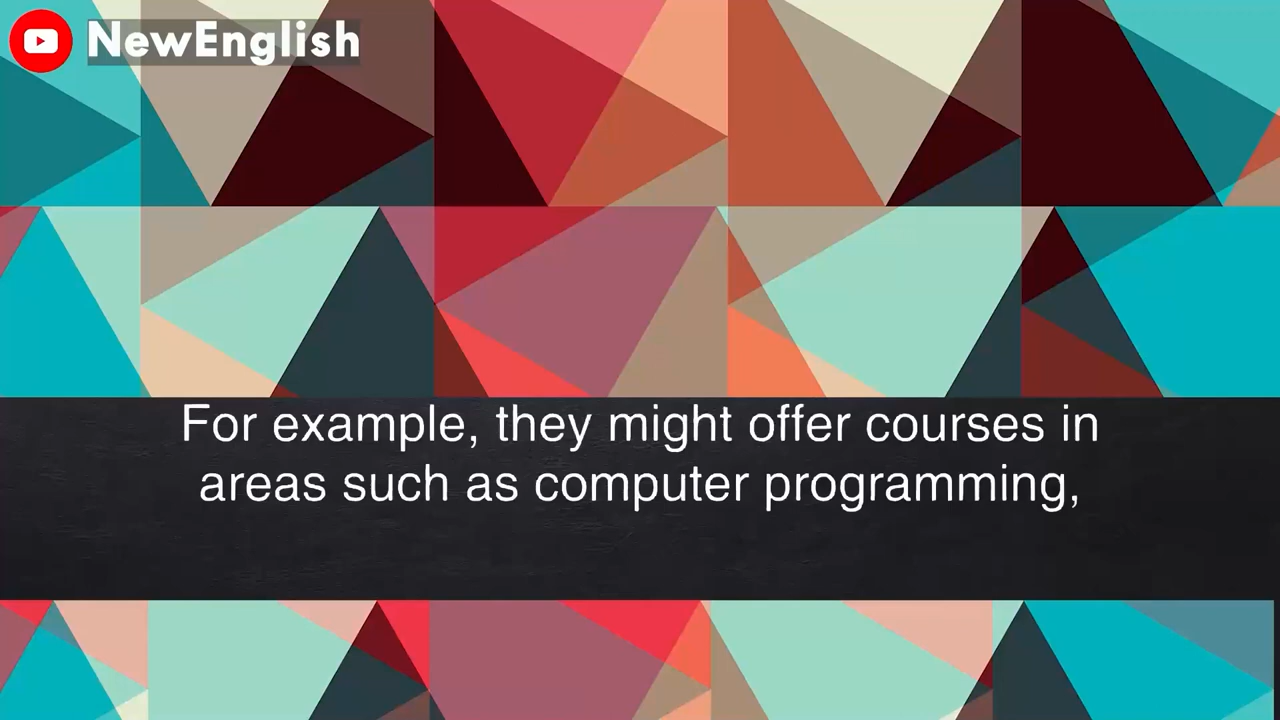 NewEnglish
For example, they might offer courses in
areas such as computer programming,